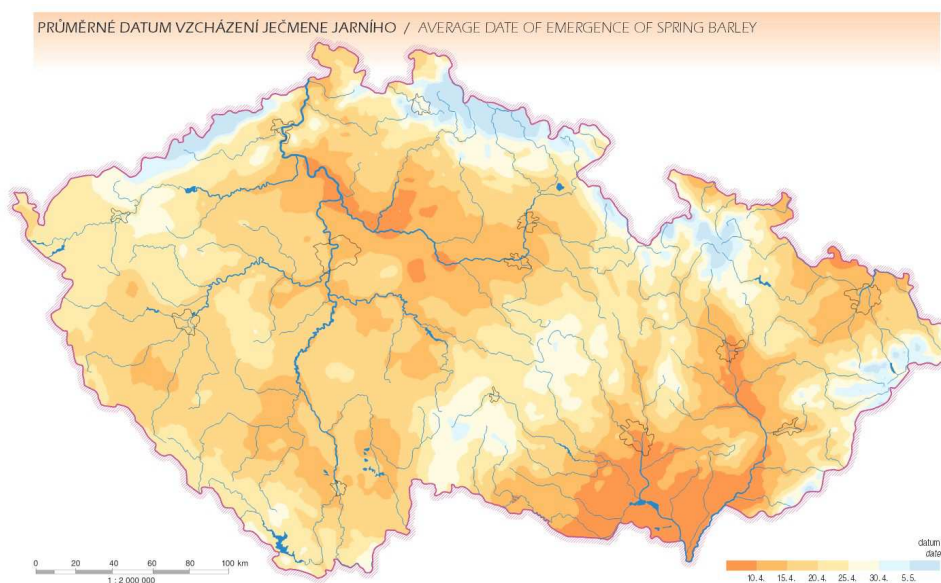 PRŮMĚRNÉ DATUM VZCHÁZENÍ JEČMENE JARNÍHO / AVERAGE DATE OF EMERGENCE OF SPRING BARLEY
0 20 40 60 80 100 km
1 : 2 000 000
datum
date
10.4. 15.4. 20.4. 25.4. 30.4. 5.5.